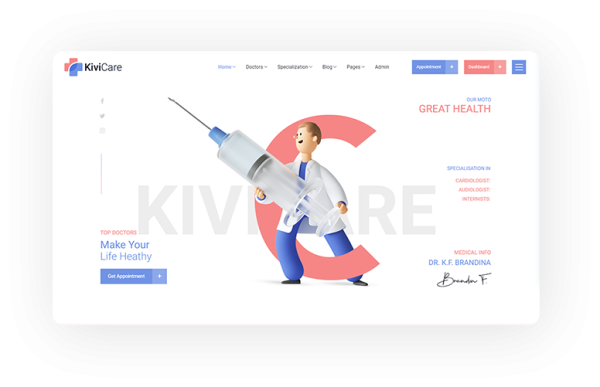 KiviCare
Home Doctors Specialization Blog Pages Admin
Appointment +
Dashboard +
OUR MOTO
GREAT HEALTH
SPECIALISATION IN
CARDIOLOGIST.
AUDIOLOGIST.
INTERNISTS.
KIVICARE
TOP DOCTORS
Make Your
Life Heathy
Get Appointment +
MEDICAL INFO
DR. K.F. BRANDINA
Brandon F.